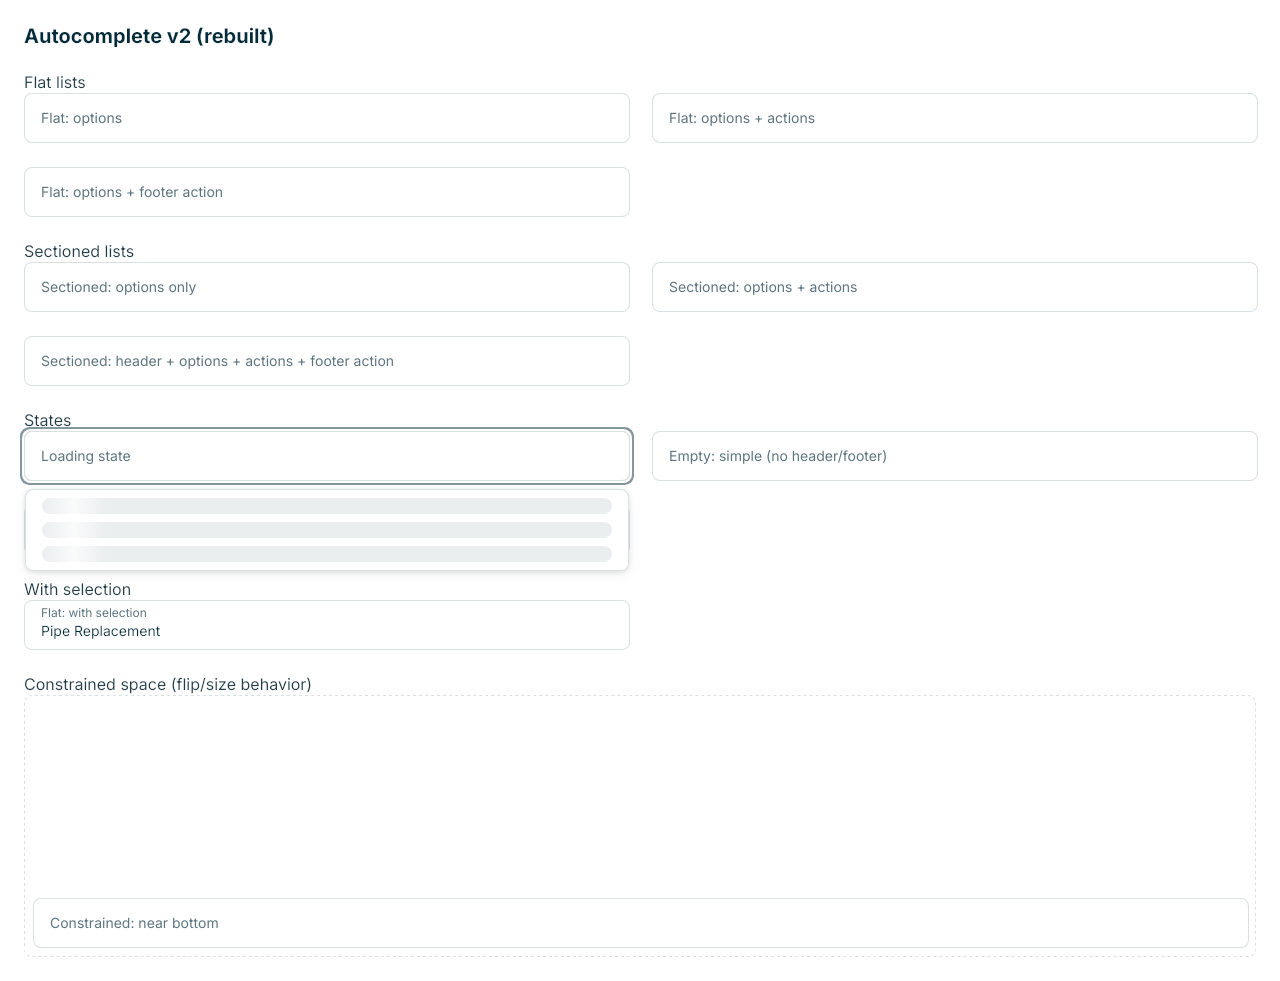 Autocomplete v2 (rebuilt)
Flat lists
Flat: options
Flat: options + actions
Flat: options + footer action
Sectioned lists
Sectioned: options only
Sectioned: options + actions
Sectioned: header + options + actions + footer action
States
Loading state
Empty: simple (no header/footer)
With selection
Flat: with selection
Pipe Replacement
Constrained space (flip/size behavior)
Constrained: near bottom